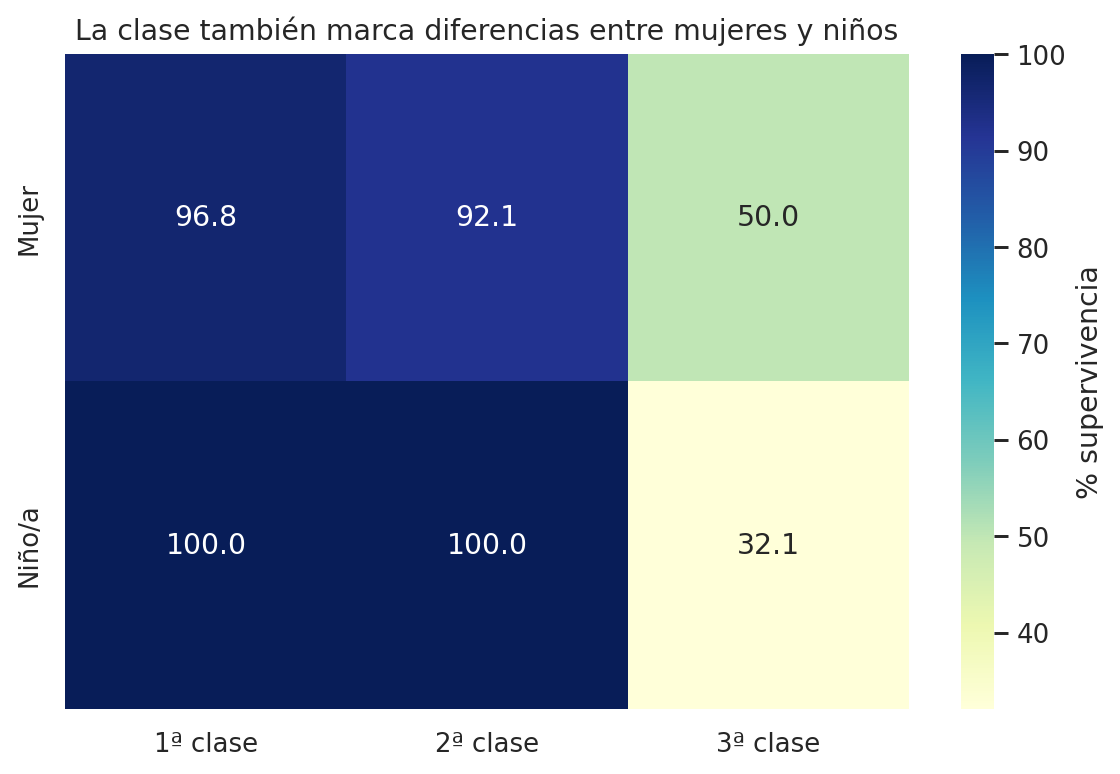 La clase también marca diferencias entre mujeres y niños
Mujer
96.8
92.1
50.0
Niño/a
100.0
100.0
32.1
1ª clase
2ª clase
3ª clase
100
90
80
70
60
50
40
% supervivencia